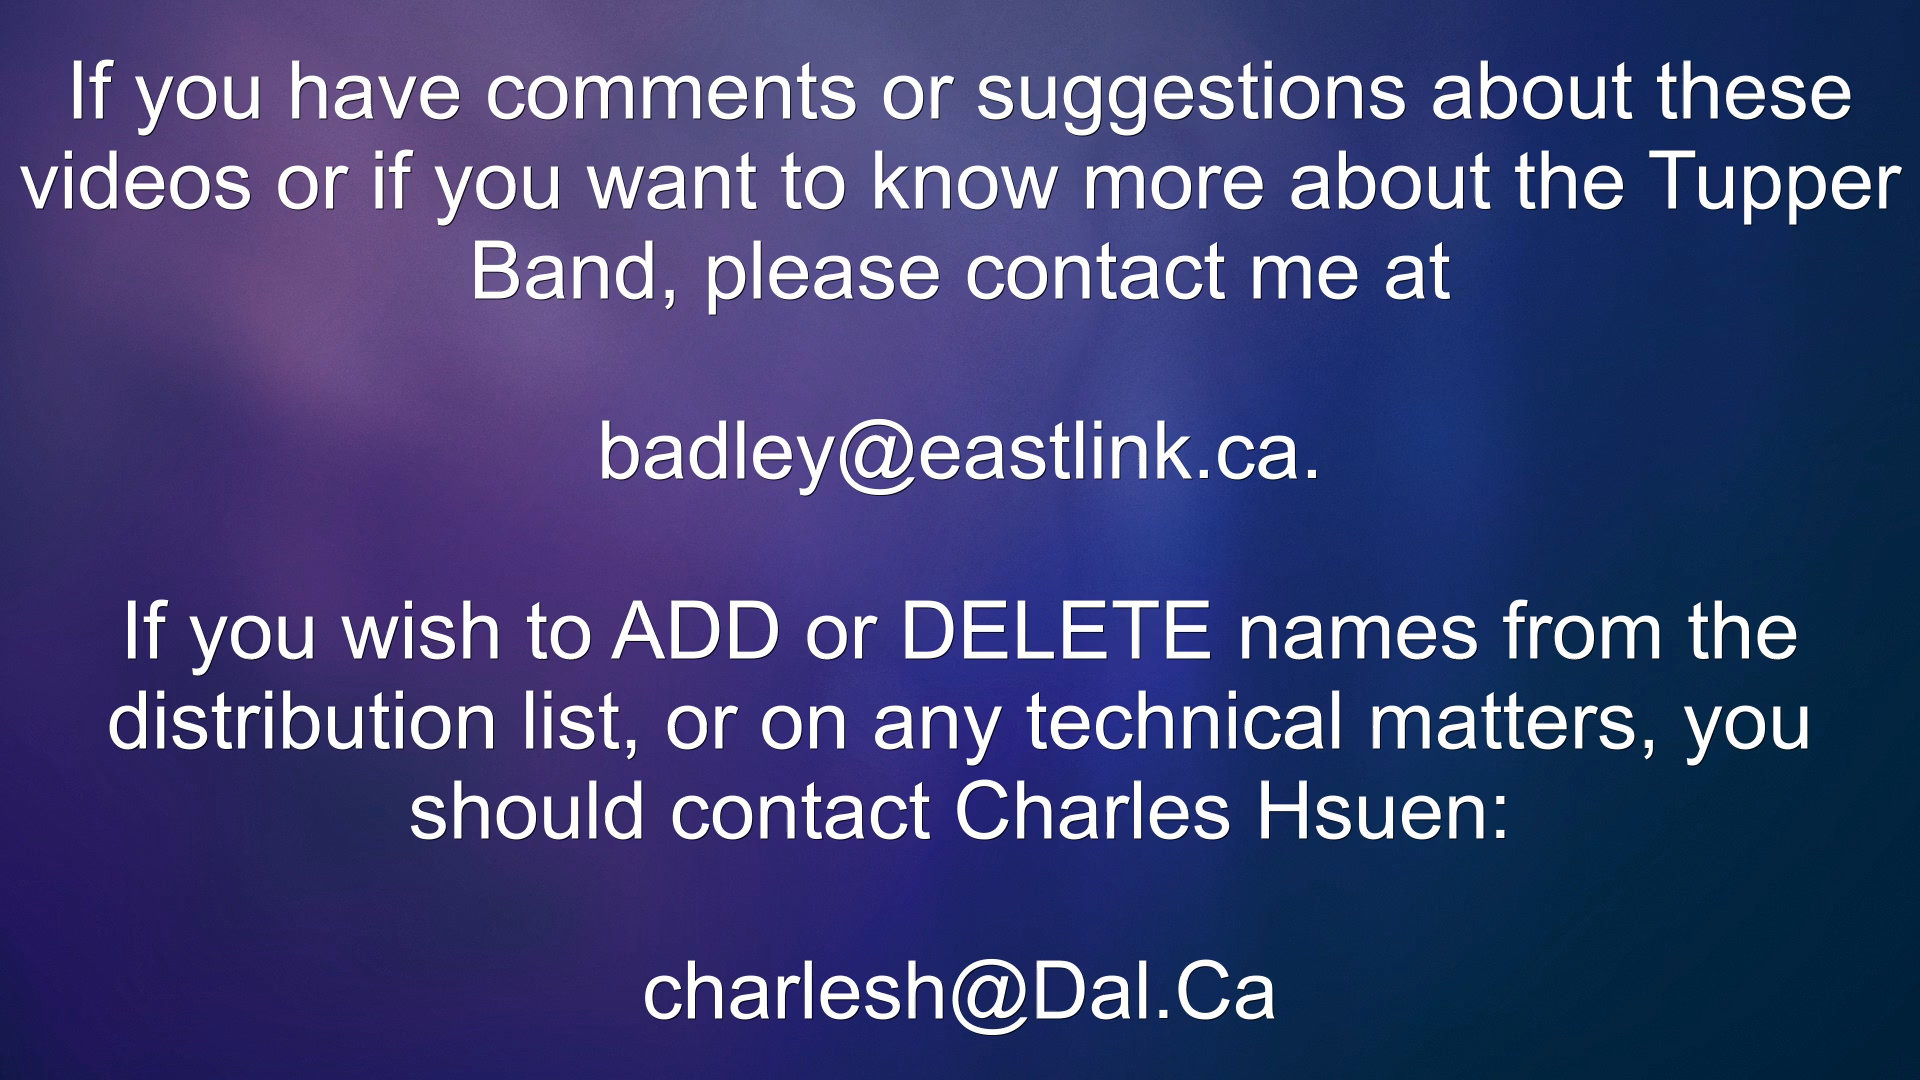 If you have comments or suggestions about these
videos or if you want to know more about the Tupper
Band, please contact me at
badley@eastlink.ca.
If you wish to ADD or DELETE names from the
distribution list, or on any technical matters, you
should contact Charles Hsuen:
charlesh@Dal.Ca